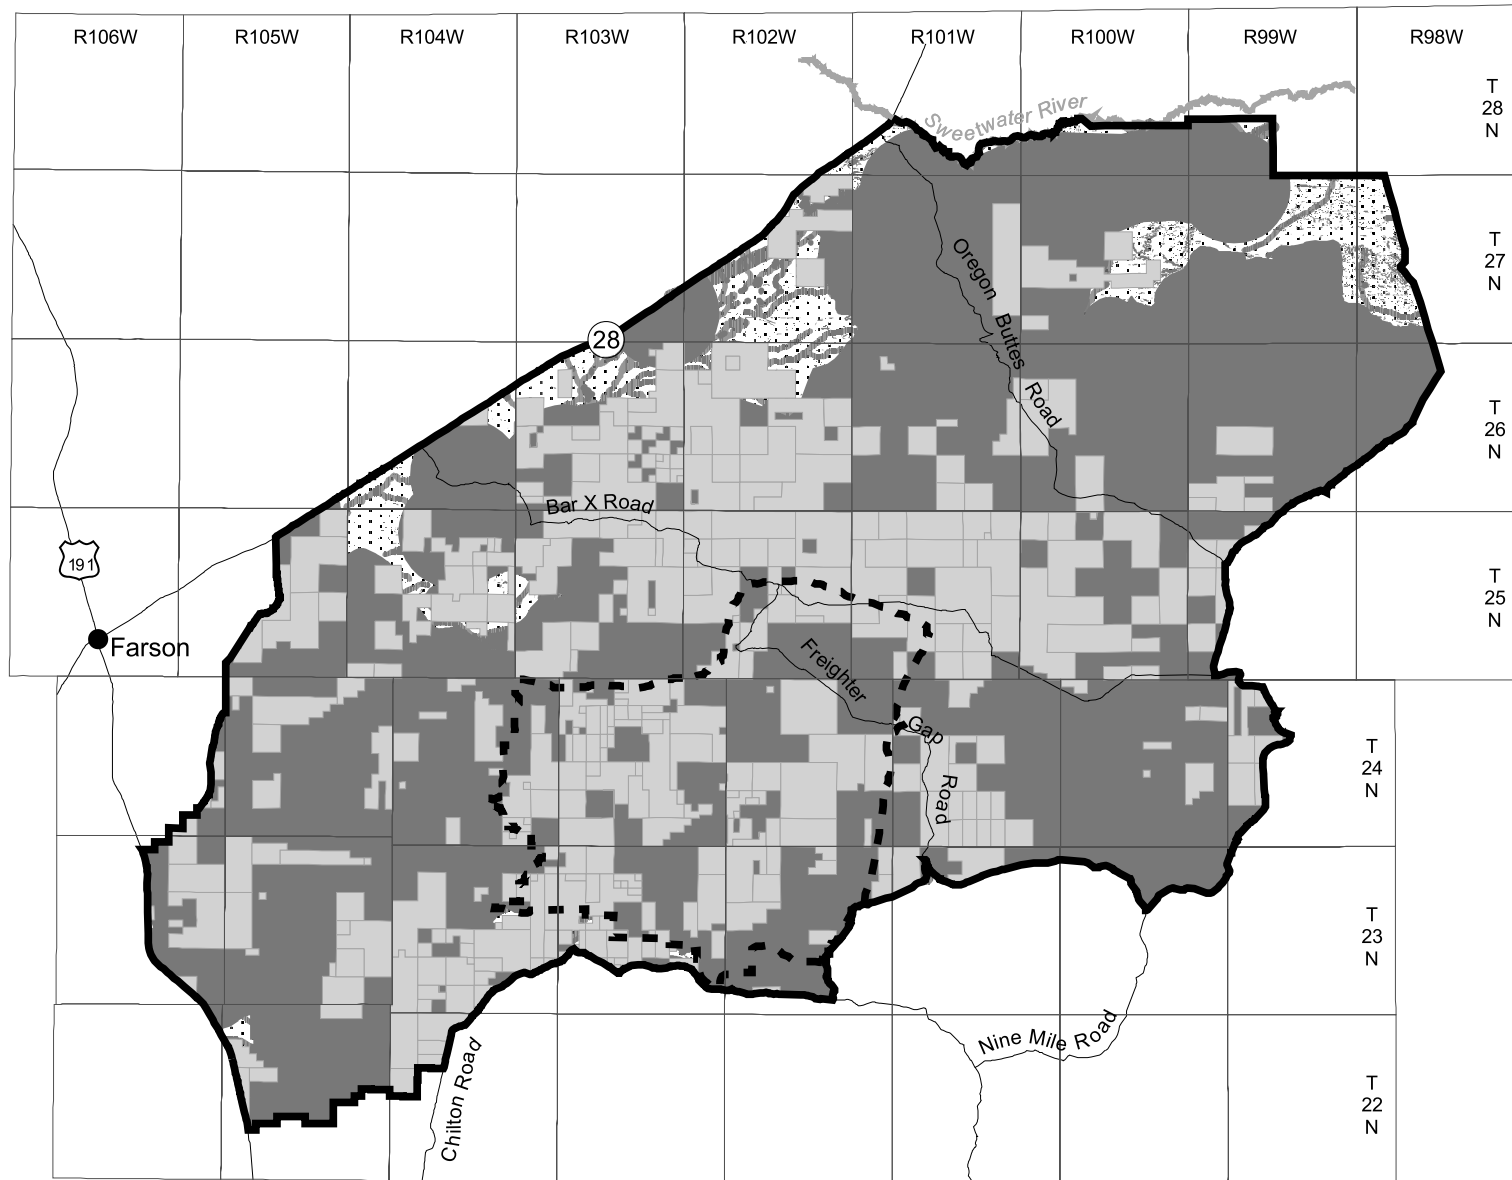 R106W R105W R104W R103W R102W R101W R100W R99W R98W
T
28
N
Sweetwater River
T
27
N
Oregon Buttes Road
28
T
26
N
Bar X Road
191
T
25
N
Farson
Freighter Gap Road
T
24
N
T
23
N
Nine Mile Road
Chilton Road
T
22
N